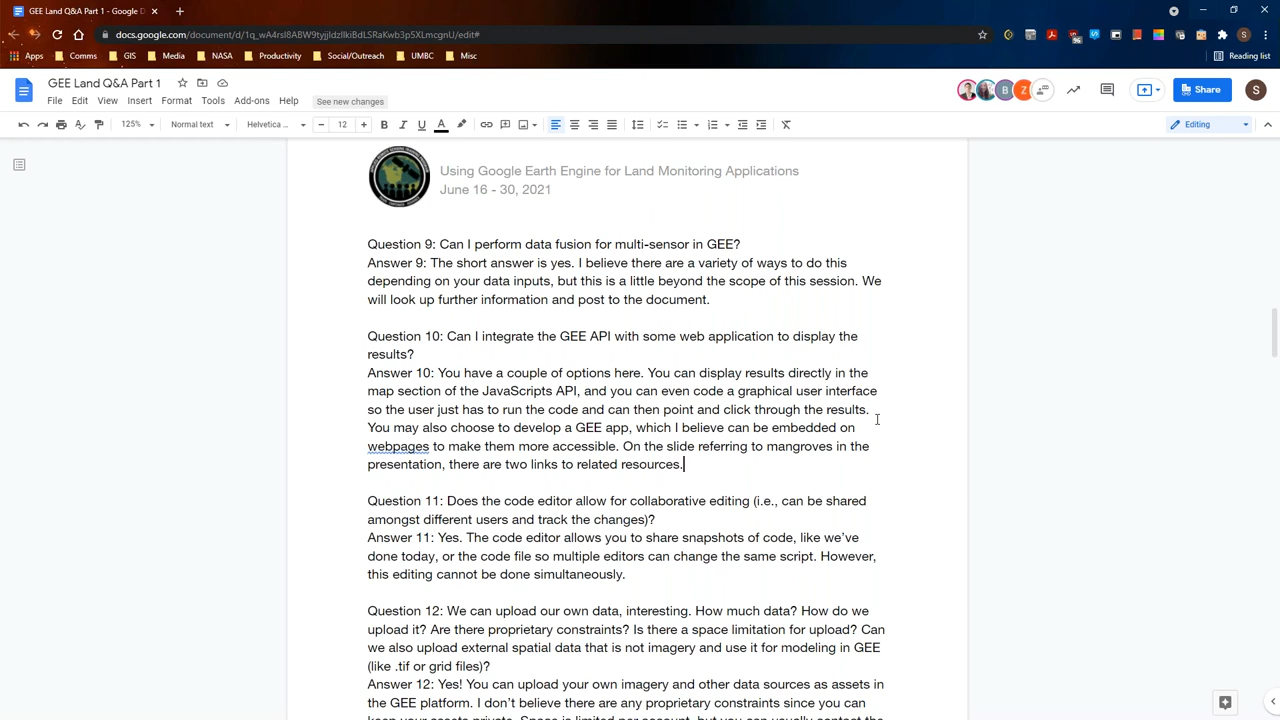 GEE Land Q&A Part 1 - Google D
docs.google.com/document/d/1q_wA4rsI8ABW9tyjjIdzIlkiBdLSRaKwb3p5XLmcgnU/edit#
Apps Comms GIS Media NASA Productivity Social/Outreach UMBC Misc Reading list
GEE Land Q&A Part 1
File Edit View Insert Format Tools Add-ons Help See new changes
B Z Share S
125% Normal text Helvetica ... 12 B I U A Editing
Using Google Earth Engine for Land Monitoring Applications
June 16 - 30, 2021
Question 9: Can I perform data fusion for multi-sensor in GEE?
Answer 9: The short answer is yes. I believe there are a variety of ways to do this
depending on your data inputs, but this is a little beyond the scope of this session. We
will look up further information and post to the document.
Question 10: Can I integrate the GEE API with some web application to display the
results?
Answer 10: You have a couple of options here. You can display results directly in the
map section of the JavaScripts API, and you can even code a graphical user interface
so the user just has to run the code and can then point and click through the results.
You may also choose to develop a GEE app, which I believe can be embedded on
webpages to make them more accessible. On the slide referring to mangroves in the
presentation, there are two links to related resources.
Question 11: Does the code editor allow for collaborative editing (i.e., can be shared
amongst different users and track the changes)?
Answer 11: Yes. The code editor allows you to share snapshots of code, like we've
done today, or the code file so multiple editors can change the same script. However,
this editing cannot be done simultaneously.
Question 12: We can upload our own data, interesting. How much data? How do we
upload it? Are there proprietary constraints? Is there a space limitation for upload? Can
we also upload external spatial data that is not imagery and use it for modeling in GEE
(like .tif or grid files)?
Answer 12: Yes! You can upload your own imagery and other data sources as assets in
the GEE platform. I don't believe there are any proprietary constraints since you can
keep your assets private. Space is limited per account, but you can usually contact the